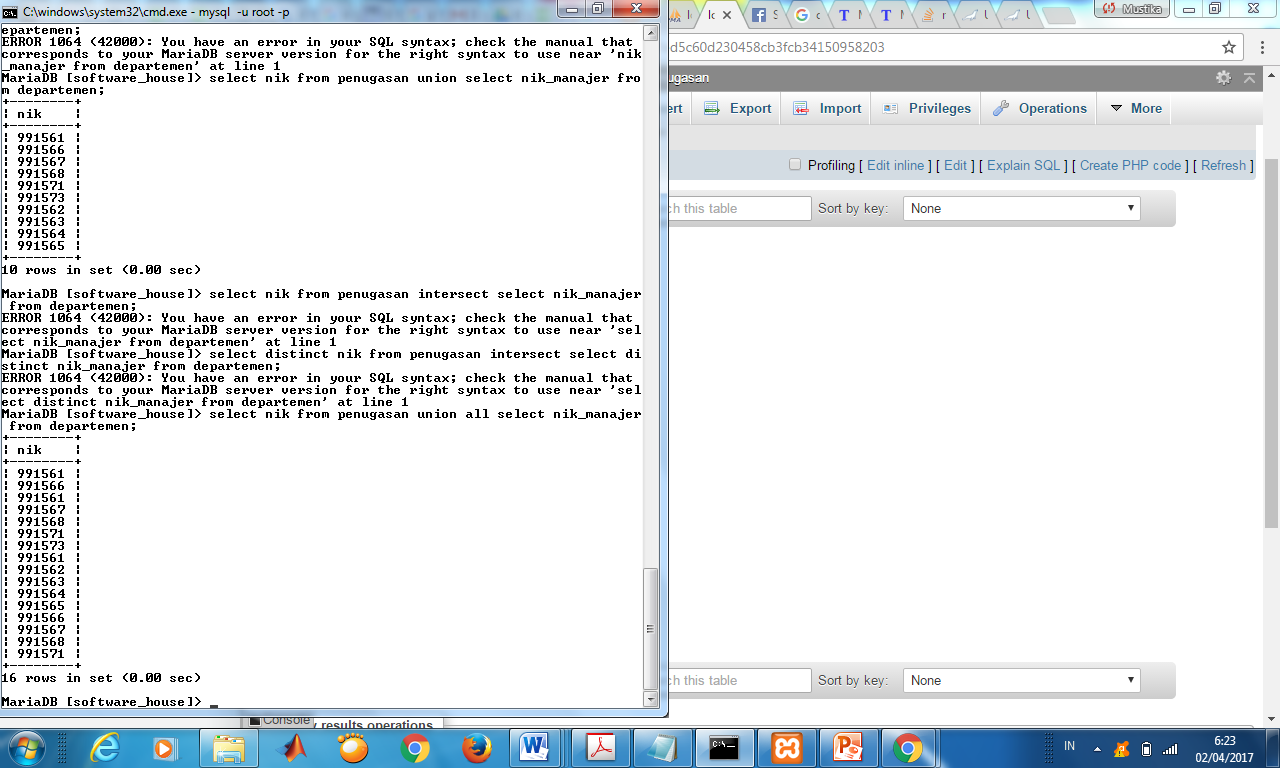 C:\windows\system32\cmd.exe - mysql -u root -p
epartemen;
ERROR 1064 (42000): You have an error in your SQL syntax; check the manual that
corresponds to your MariaDB server version for the right syntax to use near 'nik
_manajer from departemen' at line 1
MariaDB [software_house]> select nik from penugasan union select nik_manajer fro
m departemen;
+--------+
| nik    |
+--------+
| 991561 |
| 991566 |
| 991567 |
| 991568 |
| 991571 |
| 991573 |
| 991562 |
| 991563 |
| 991564 |
| 991565 |
+--------+
10 rows in set (0.00 sec)
MariaDB [software_house]> select nik from penugasan intersect select nik_manajer
 from departemen;
ERROR 1064 (42000): You have an error in your SQL syntax; check the manual that
corresponds to your MariaDB server version for the right syntax to use near 'sel
ect nik_manajer from departemen' at line 1
MariaDB [software_house]> select distinct nik from penugasan intersect select di
stinct nik_manajer from departemen;
ERROR 1064 (42000): You have an error in your SQL syntax; check the manual that
corresponds to your MariaDB server version for the right syntax to use near 'sel
ect distinct nik_manajer from departemen' at line 1
MariaDB [software_house]> select nik from penugasan union all select nik_manajer
 from departemen;
+--------+
| nik    |
+--------+
| 991561 |
| 991566 |
| 991561 |
| 991567 |
| 991568 |
| 991571 |
| 991573 |
| 991561 |
| 991562 |
| 991563 |
| 991564 |
| 991565 |
| 991566 |
| 991567 |
| 991568 |
| 991571 |
+--------+
16 rows in set (0.00 sec)
MariaDB [software_house]> _
Mustika
d5c60d230458cb3fcb34150958203
ugasan
ert Export Import Privileges Operations More
Profiling [ Edit inline ] [ Edit ] [ Explain SQL ] [ Create PHP code ] [ Refresh ]
ch this table Sort by key: None
ch this table Sort by key: None
Console
results operations
IN
6:23
02/04/2017